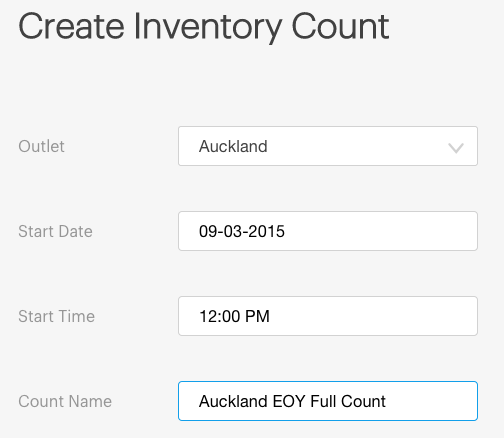 Create Inventory Count
Outlet Auckland
Start Date 09-03-2015
Start Time 12:00 PM
Count Name Auckland EOY Full Count